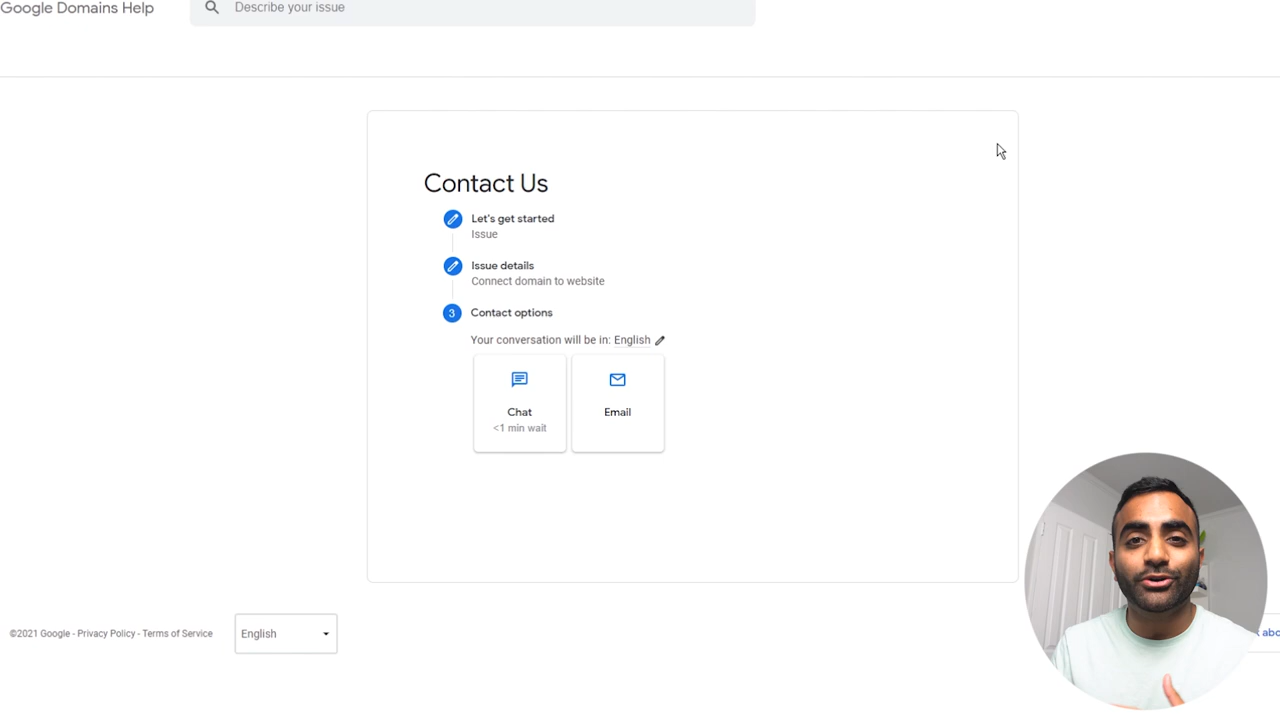 Google Domains Help
Describe your issue
Contact Us
Let's get started
Issue
Issue details
Connect domain to website
3
Contact options
Your conversation will be in: English
Chat
<1 min wait
Email
©2021 Google - Privacy Policy - Terms of Service
English